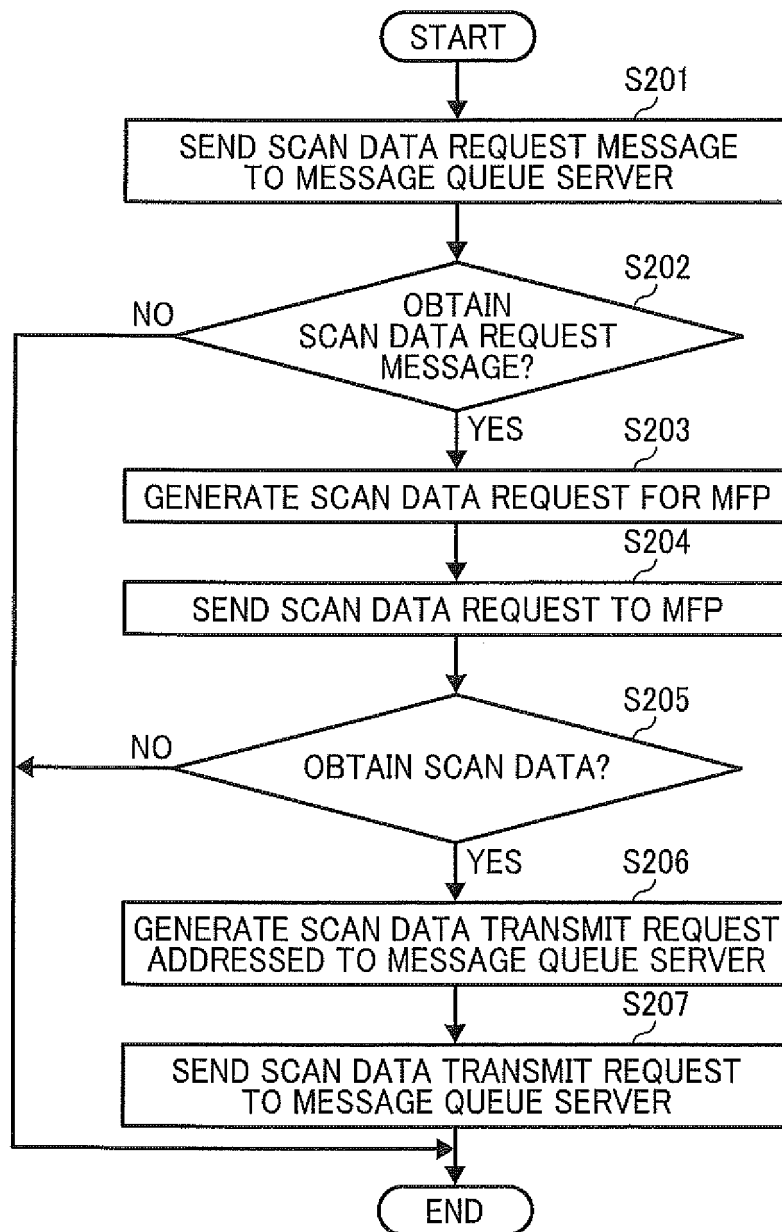 START
S201
SEND SCAN DATA REQUEST MESSAGE
TO MESSAGE QUEUE SERVER
S202
NO
OBTAIN
SCAN DATA REQUEST
MESSAGE?
YES
S203
GENERATE SCAN DATA REQUEST FOR MFP
S204
SEND SCAN DATA REQUEST TO MFP
S205
NO
OBTAIN SCAN DATA?
YES
S206
GENERATE SCAN DATA TRANSMIT REQUEST
ADDRESSED TO MESSAGE QUEUE SERVER
S207
SEND SCAN DATA TRANSMIT REQUEST
TO MESSAGE QUEUE SERVER
END